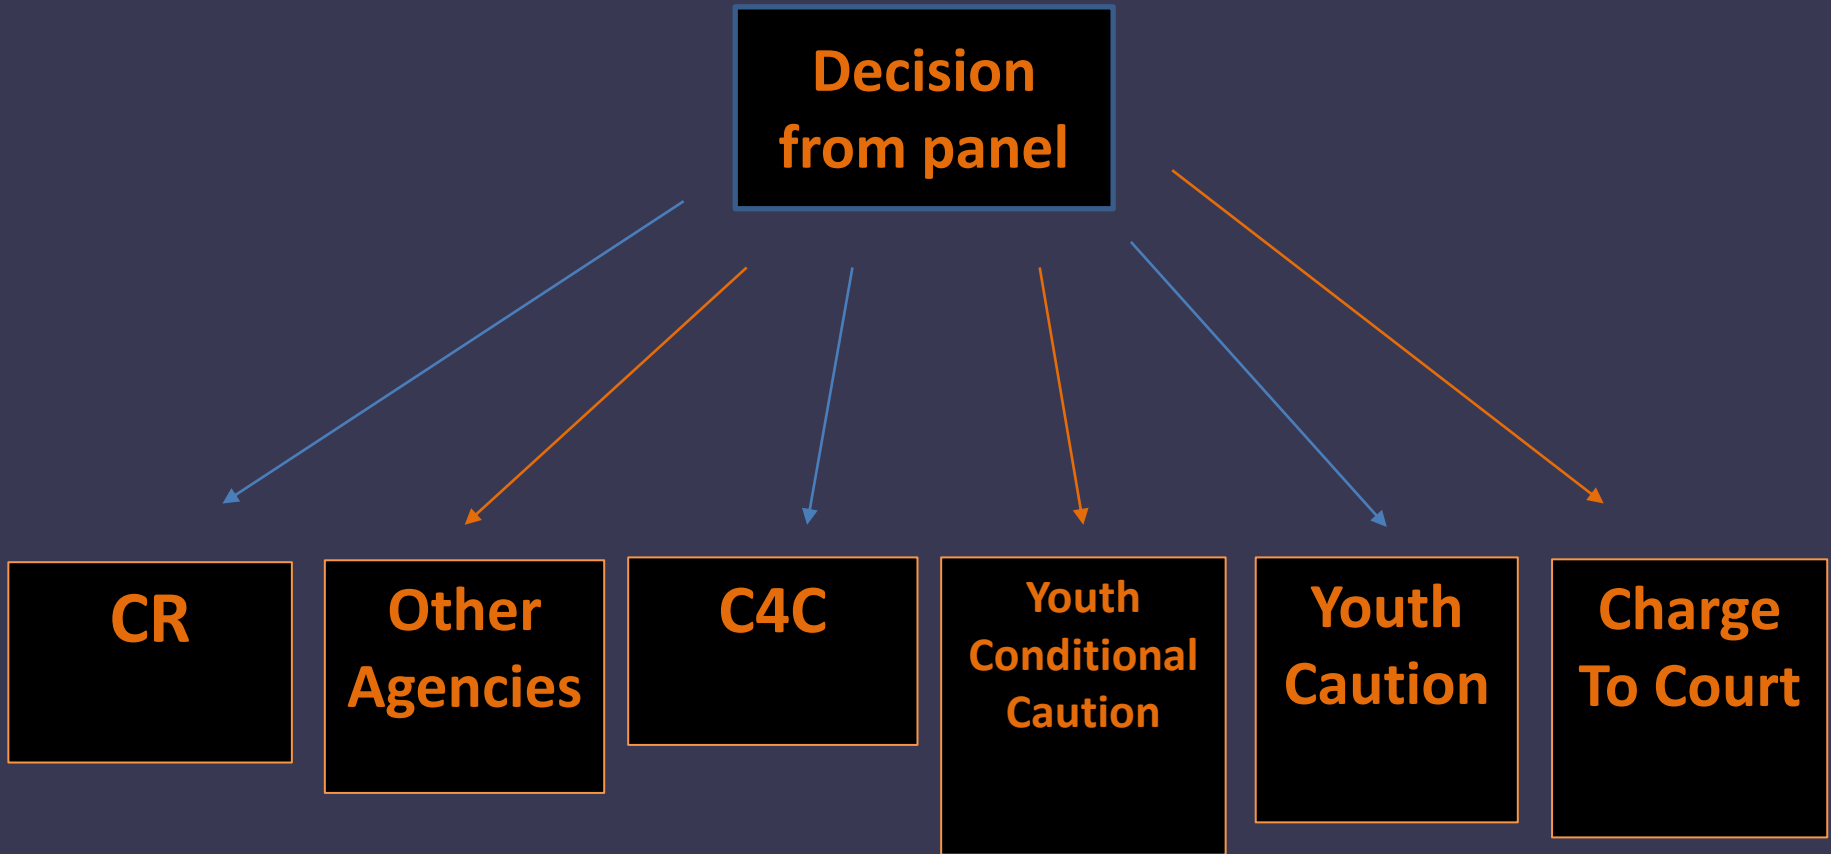 Decision
from panel
CR
Other
Agencies
C4C
Youth
Conditional
Caution
Youth
Caution
Charge
To Court